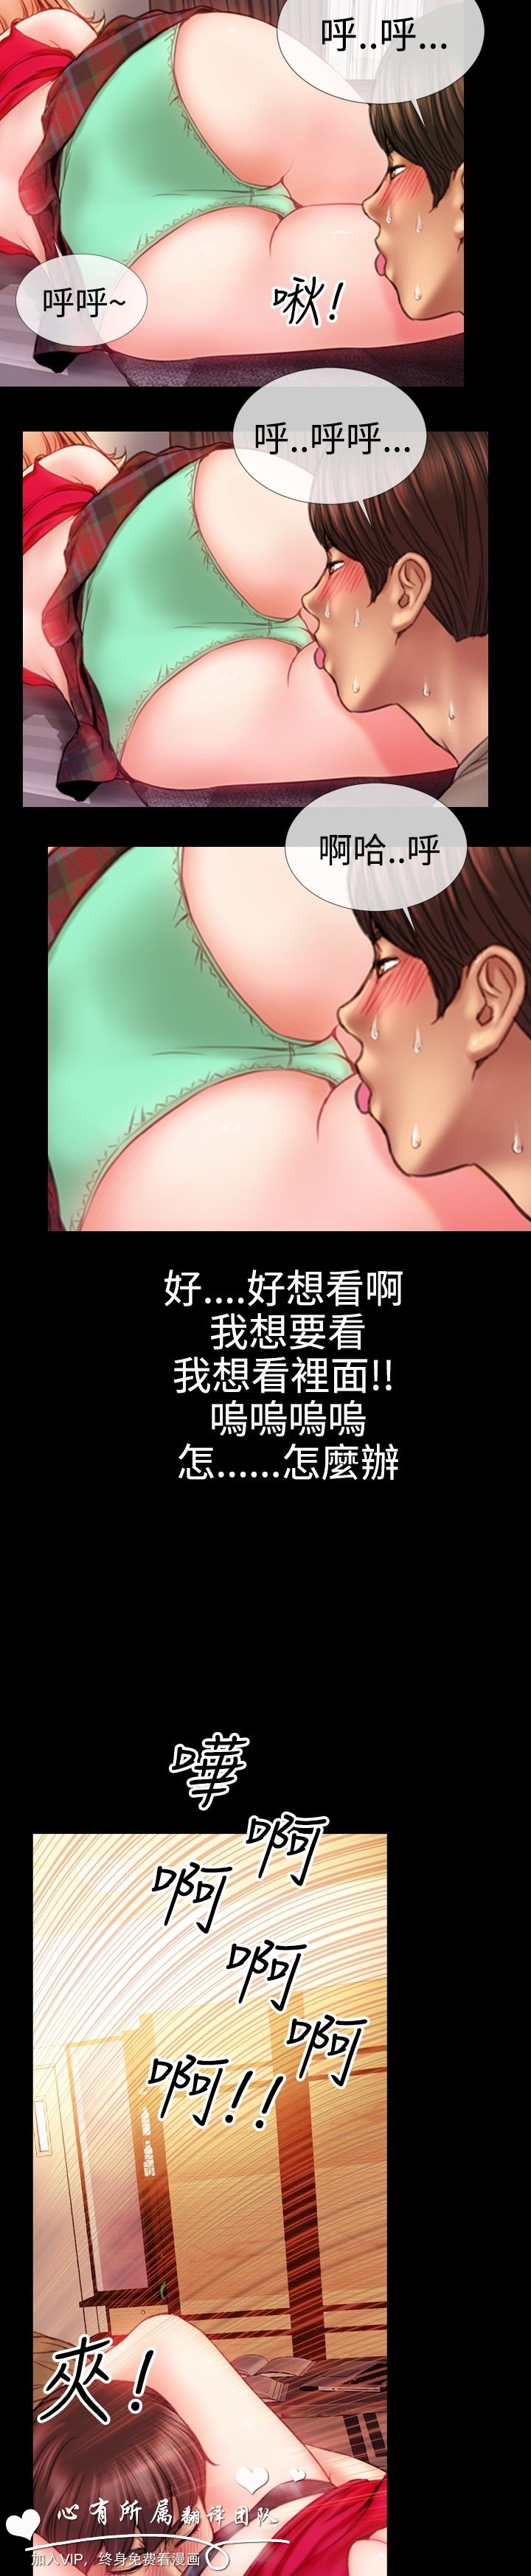 呼..呼...
呼呼~
啾!
呼..呼呼...
啊哈..呼
好....好想看啊
我想要看
我想看裡面!!
嗚嗚嗚嗚
怎......怎麼辦
嘩
啊
啊
啊
啊
啊!!
夾!
心有所属翻译团队
加入VIP，终身免费看漫画